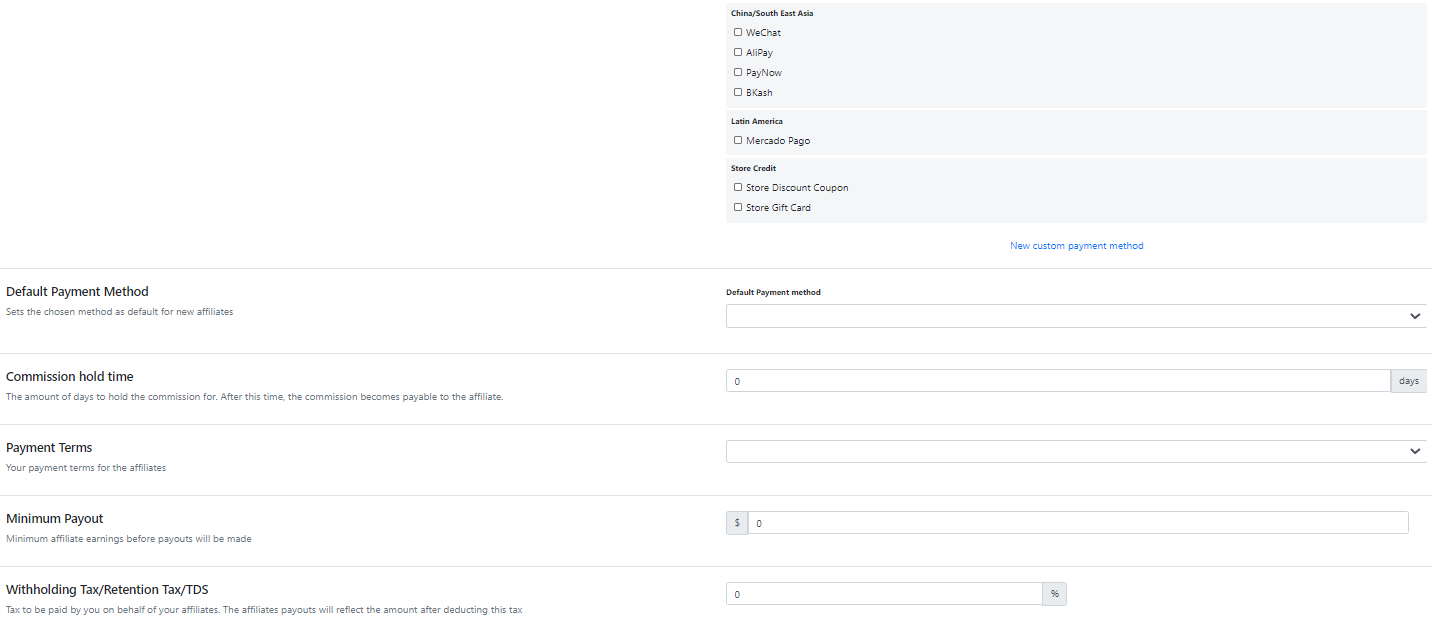 China/South East Asia
WeChat
AliPay
PayNow
BKash
Latin America
Mercado Pago
Store Credit
Store Discount Coupon
Store Gift Card
New custom payment method
Default Payment Method
Sets the chosen method as default for new affiliates
Default Payment method
Commission hold time
The amount of days to hold the commission for. After this time, the commission becomes payable to the affiliate.
0 days
Payment Terms
Your payment terms for the affiliates
Minimum Payout
Minimum affiliate earnings before payouts will be made
$ 0
Withholding Tax/Retention Tax/TDS
Tax to be paid by you on behalf of your affiliates. The affiliates payouts will reflect the amount after deducting this tax
0 %